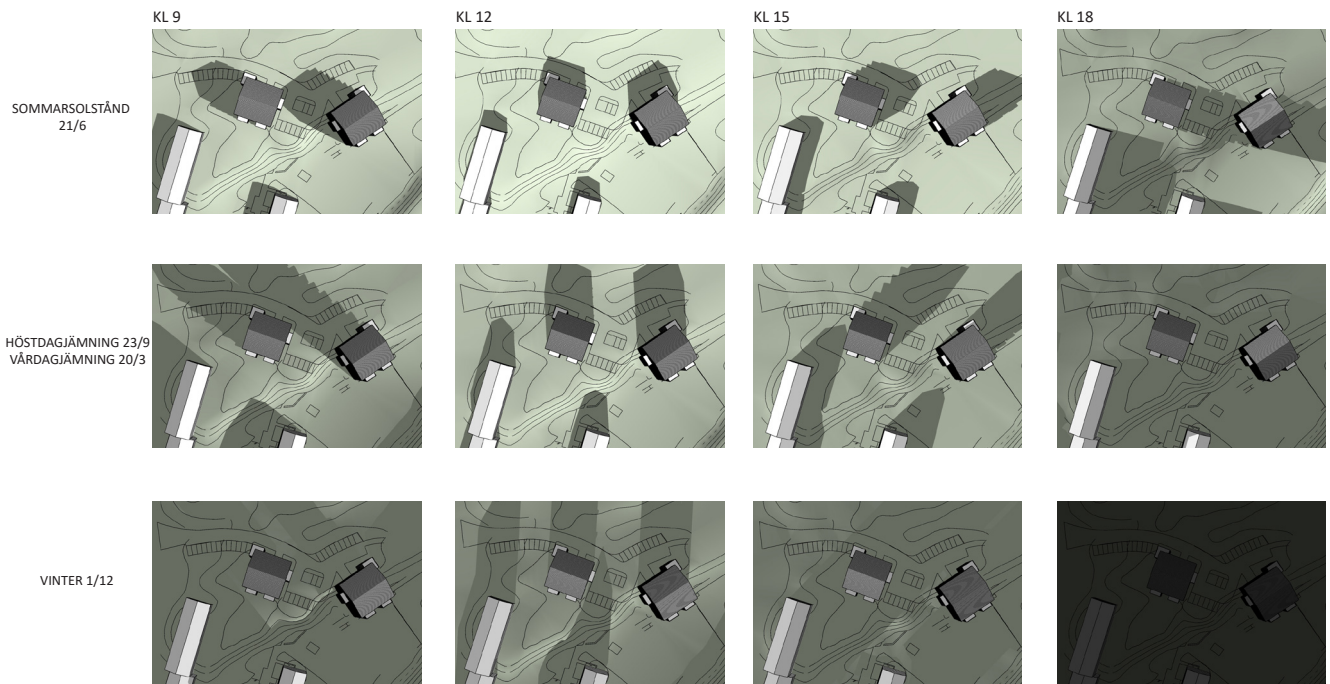 KL 9
KL 12
KL 15
KL 18
SOMMARSOLSTÅND
21/6
HÖSTDAGJÄMNING 23/9
VÅRDAGJÄMNING 20/3
VINTER 1/12